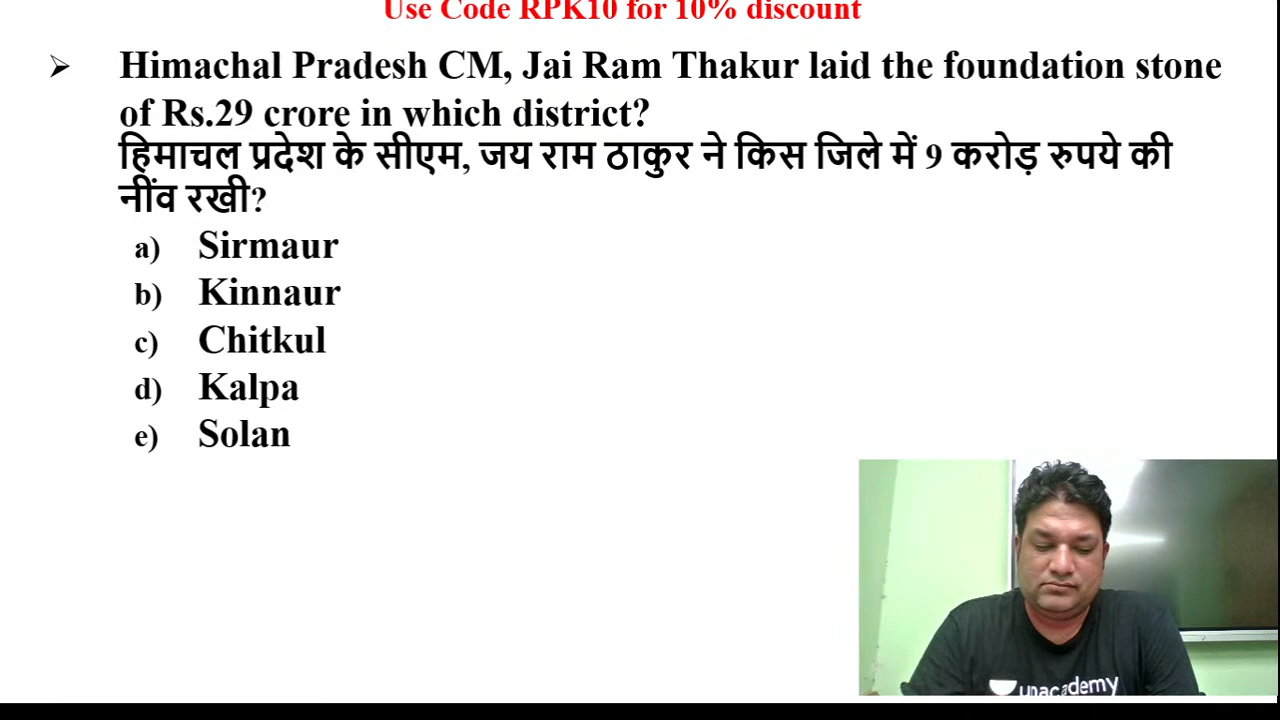 Use Code RPK10 for 10% discount
➢ Himachal Pradesh CM, Jai Ram Thakur laid the foundation stone
of Rs.29 crore in which district?
हिमाचल प्रदेश के सीएम, जय राम ठाकुर ने किस जिले में 9 करोड़ रुपये की
नींव रखी?
a) Sirmaur
b) Kinnaur
c) Chitkul
d) Kalpa
e) Solan
unacademy